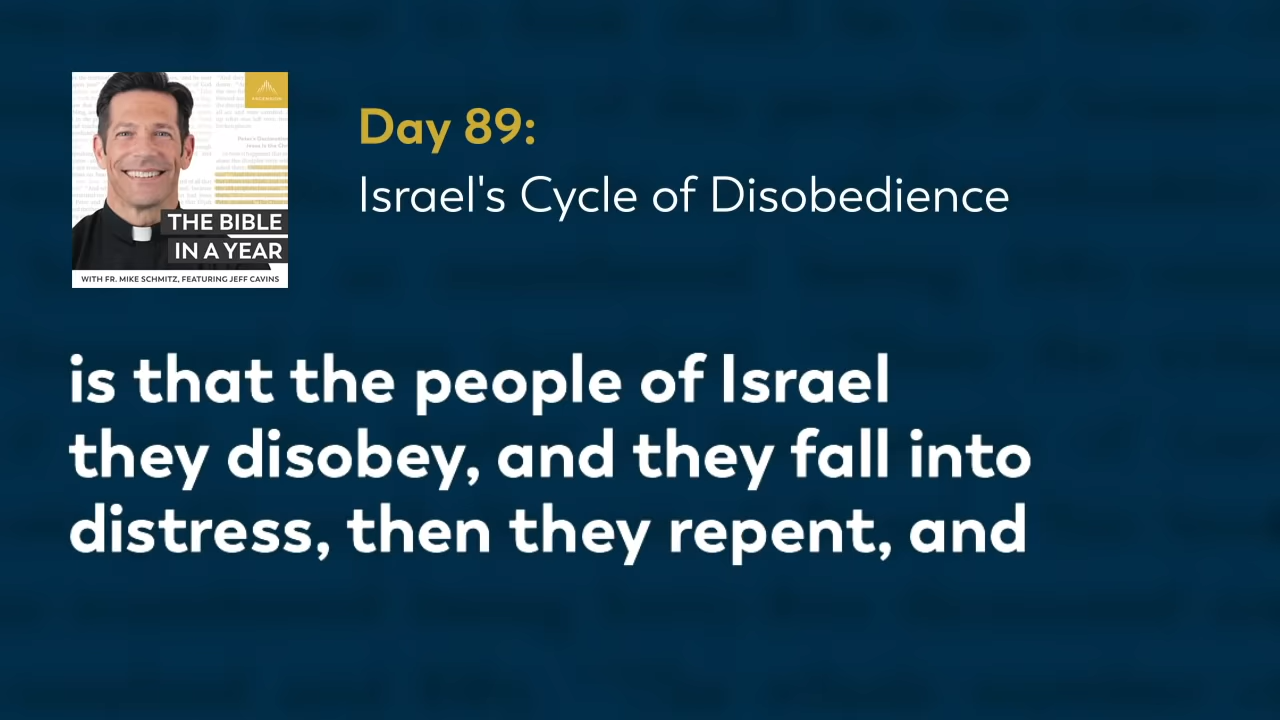 THE BIBLE
IN A YEAR
WITH FR. MIKE SCHMITZ, FEATURING JEFF CAVINS
Day 89:
Israel's Cycle of Disobedience
is that the people of Israel
they disobey, and they fall into
distress, then they repent, and